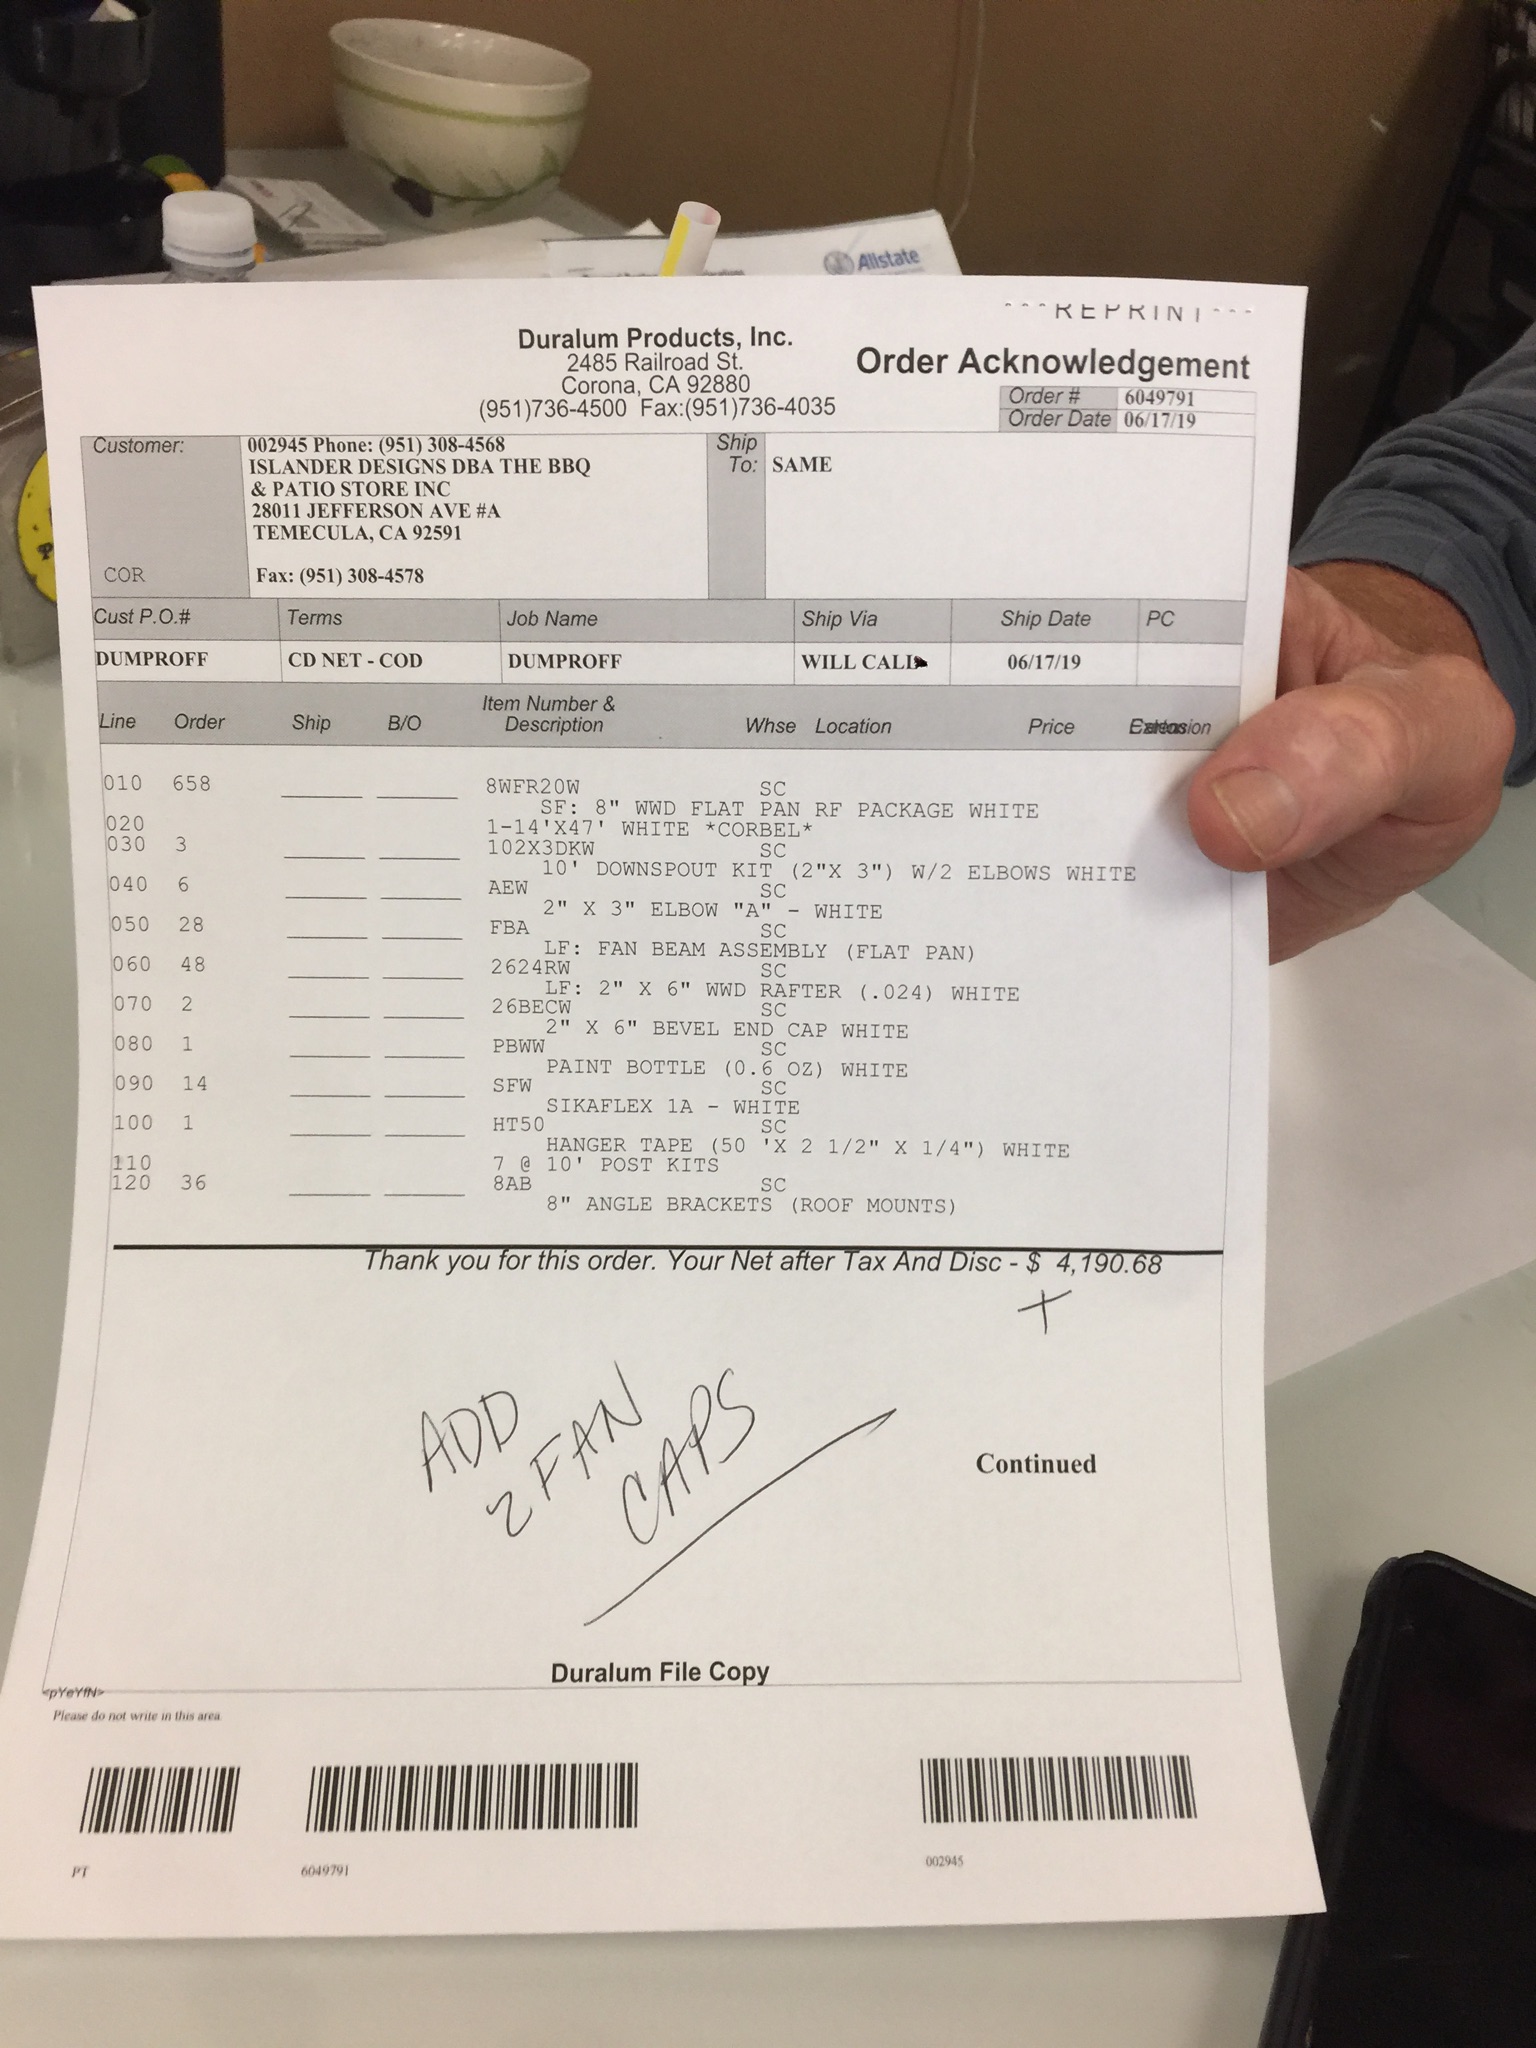 Allstate
---REPRINT---
Duralum Products, Inc.
2485 Railroad St.
Corona, CA 92880
(951)736-4500 Fax:(951)736-4035
Order Acknowledgement
Order # 6049791
Order Date 06/17/19
Customer: 002945 Phone: (951) 308-4568
ISLANDER DESIGNS DBA THE BBQ
& PATIO STORE INC
28011 JEFFERSON AVE #A
TEMECULA, CA 92591
COR Fax: (951) 308-4578
Ship To: SAME
Cust P.O.# Terms Job Name Ship Via Ship Date PC
DUMPROFF CD NET - COD DUMPROFF WILL CALL 06/17/19
Line Order Ship B/O Item Number & Description Whse Location Price Extension
010 658 8WFR20W SC
SF: 8" WWD FLAT PAN RF PACKAGE WHITE
020 1-14'X47' WHITE *CORBEL*
030 3 102X3DKW SC
10' DOWNSPOUT KIT (2"X 3") W/2 ELBOWS WHITE
040 6 AEW SC
2" X 3" ELBOW "A" - WHITE
050 28 FBA SC
LF: FAN BEAM ASSEMBLY (FLAT PAN)
060 48 2624RW SC
LF: 2" X 6" WWD RAFTER (.024) WHITE
070 2 26BECW SC
2" X 6" BEVEL END CAP WHITE
080 1 PBWW SC
PAINT BOTTLE (0.6 OZ) WHITE
090 14 SFW SC
SIKAFLEX 1A - WHITE
100 1 HT50 SC
HANGER TAPE (50 'X 2 1/2" X 1/4") WHITE
110 7 @ 10' POST KITS
120 36 8AB SC
8" ANGLE BRACKETS (ROOF MOUNTS)
Thank you for this order. Your Net after Tax And Disc - $ 4,190.68
+
ADD
2 FAN
CAPS
Continued
Duralum File Copy
<pYeYfN>
Please do not write in this area.
PT 6049791 002945